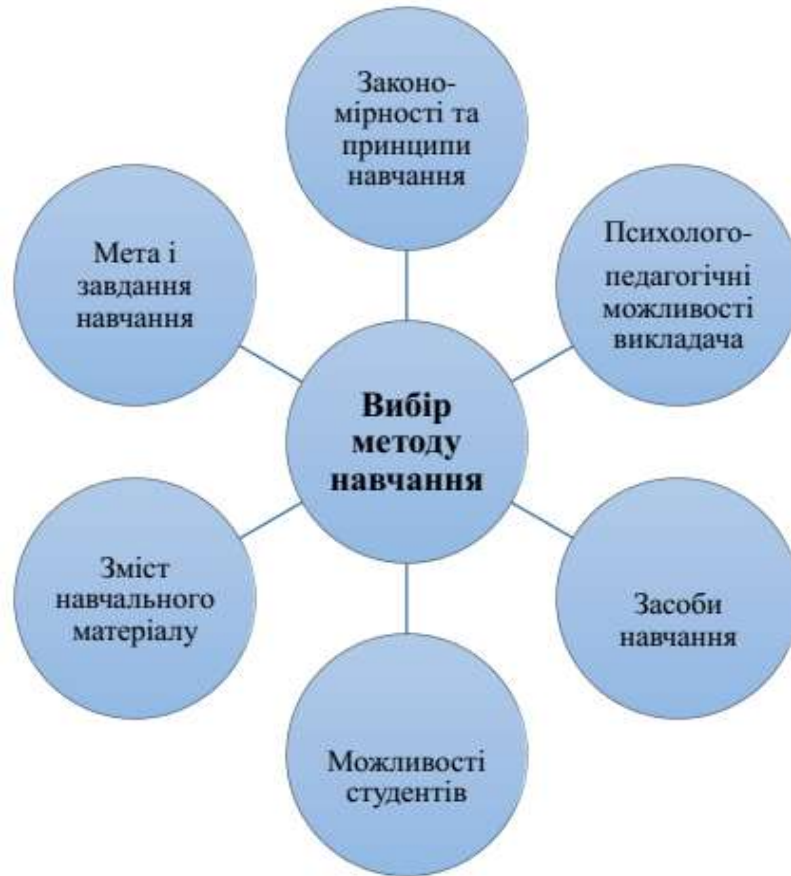 Законо-
мірності та
принципи
навчання
Мета і
завдання
навчання
Психолого-
педагогічні
можливості
викладача
Вибір
методу
навчання
Зміст
навчального
матеріалу
Засоби
навчання
Можливості
студентів